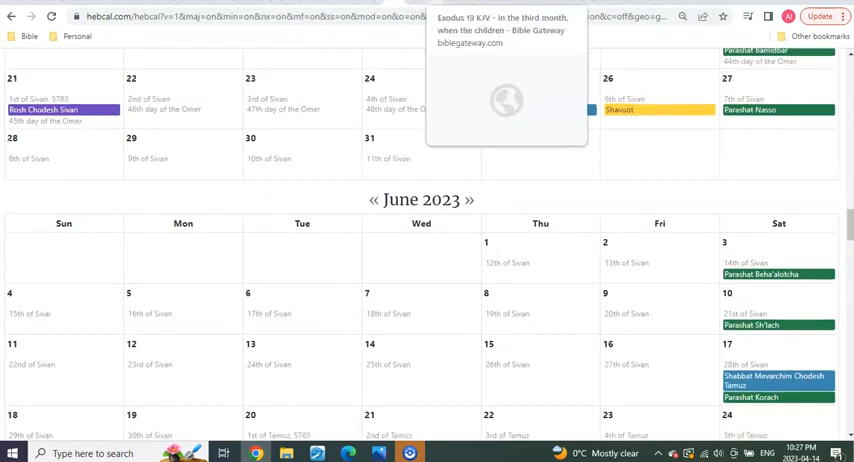 hebcal.com/hebcal?v=1&maj=on&min=on&nx=on&mf=on&ss=on&mod=on&o=on&
n&c=off&geo=g...
AI
Update
Bible
Personal
Other bookmarks
Exodus 19 KJV - In the third month,
when the children - Bible Gateway
biblegateway.com
Parashat Bamidbar
44th day of the Omer
21
22
23
24
26
27
1st of Sivan, 5783
2nd of Sivan
3rd of Sivan
4th of Sivan
6th of Sivan
7th of Sivan
Rosh Chodesh Sivan
46th day of the Omer
47th day of the Omer
48th day of the
Shavuot
Parashat Nasso
45th day of the Omer
28
29
30
31
8th of Sivan
9th of Sivan
10th of Sivan
11th of Sivan
« June 2023 »
Sun
Mon
Tue
Wed
Thu
Fri
Sat
1
2
3
12th of Sivan
13th of Sivan
14th of Sivan
Parashat Beha'alotcha
4
5
6
7
8
9
10
15th of Sivan
16th of Sivan
17th of Sivan
18th of Sivan
19th of Sivan
20th of Sivan
21st of Sivan
Parashat Sh'lach
11
12
13
14
15
16
17
22nd of Sivan
23rd of Sivan
24th of Sivan
25th of Sivan
26th of Sivan
27th of Sivan
28th of Sivan
Shabbat Mevarchim Chodesh
Tamuz
Parashat Korach
18
19
20
21
22
23
24
29th of Sivan
30th of Sivan
1st of Tamuz, 5783
2nd of Tamuz
3rd of Tamuz
4th of Tamuz
5th of Tamuz
Type here to search
0°C Mostly clear
ENG
10:27 PM
2023-04-14